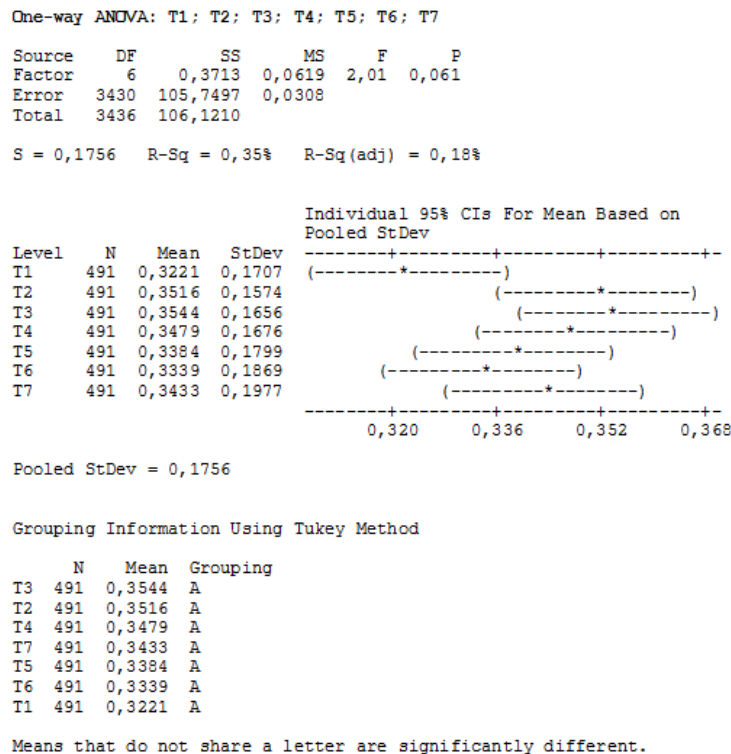 One-way ANOVA: T1; T2; T3; T4; T5; T6; T7
Source DF SS MS F P
Factor 6 0,3713 0,0619 2,01 0,061
Error 3430 105,7497 0,0308
Total 3436 106,1210
S = 0,1756 R-Sq = 0,35% R-Sq(adj) = 0,18%
Individual 95% CIs For Mean Based on
Pooled StDev
Level N Mean StDev --------+---------+---------+---------+-
T1 491 0,3221 0,1707 (--------*---------)
T2 491 0,3516 0,1574 (---------*--------)
T3 491 0,3544 0,1656 (--------*---------)
T4 491 0,3479 0,1676 (--------*---------)
T5 491 0,3384 0,1799 (---------*--------)
T6 491 0,3339 0,1869 (---------*--------)
T7 491 0,3433 0,1977 (---------*--------)
--------+---------+---------+---------+-
0,320 0,336 0,352 0,368
Pooled StDev = 0,1756
Grouping Information Using Tukey Method
N Mean Grouping
T3 491 0,3544 A
T2 491 0,3516 A
T4 491 0,3479 A
T7 491 0,3433 A
T5 491 0,3384 A
T6 491 0,3339 A
T1 491 0,3221 A
Means that do not share a letter are significantly different.